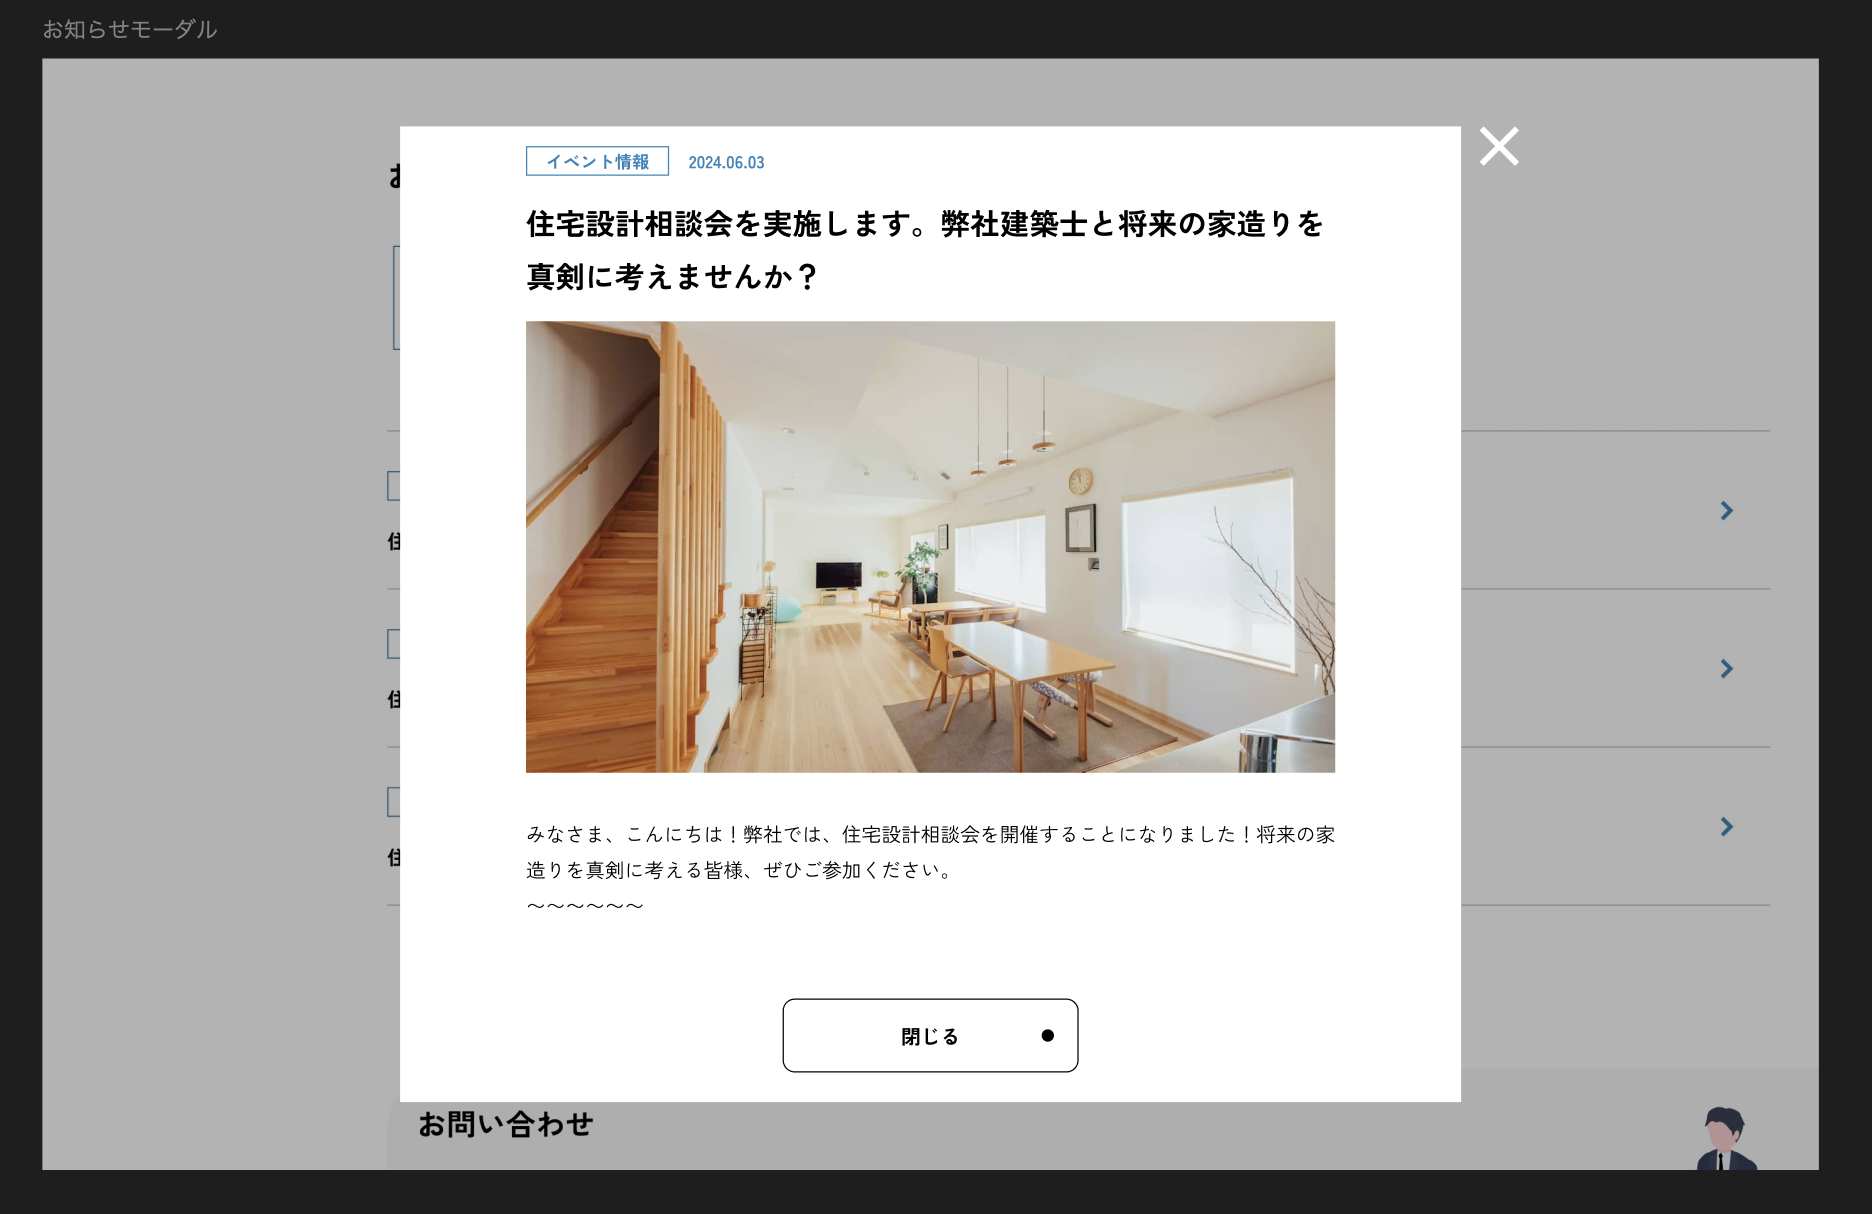 お知らせモーダル
イベント情報 2024.06.03
住宅設計相談会を実施します。弊社建築士と将来の家造りを
真剣に考えませんか？
みなさま、こんにちは！弊社では、住宅設計相談会を開催することになりました！将来の家
造りを真剣に考える皆様、ぜひご参加ください。
〜〜〜〜〜〜
閉じる
お問い合わせ